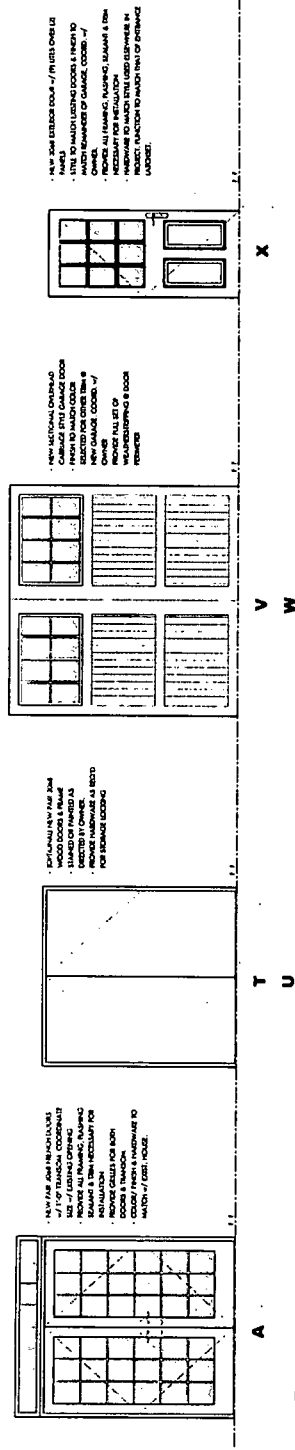 - NEW PAIR 3068 FRENCH DOORS
w/ 1'-0" TRANSOM. COORDINATE
SIZE w/ EXISTING OPENING
- PROVIDE ALL FRAMING, FLASHING
SEALANT & TRIM NECESSARY FOR
INSTALLATION
- PROVIDE GRILLES FOR BOTH
DOORS & TRANSOM
- COLOR/ FINISH & HARDWARE TO
MATCH w/ EXIST. HOUSE.
A
NEW PAIR 3068
WOOD DOORS & FRAME
- STAINED OR PAINTED AS
DIRECTED BY OWNER.
- PROVIDE HARDWARE AS REQ'D
FOR STORAGE LOCKING
T
U
- NEW SECTIONAL OVERHEAD
CARRIAGE STYLE GARAGE DOOR
- FINISH TO MATCH COLOR
SELECTED FOR OTHER TRIM @
NEW GARAGE. COORD. w/
OWNER
- PROVIDE FULL SET OF
WEATHERSTRIPPING @ DOOR
PERIMETER
V
W
- NEW 3068 EXTERIOR DOOR w/ 9 LITES OVER (2)
PANELS
- STYLE TO MATCH EXISTING DOORS & FINISH TO
MATCH REMAINDER OF GARAGE. COORD. w/
OWNER.
- PROVIDE ALL FRAMING, FLASHING, SEALANT & TRIM
NECESSARY FOR INSTALLATION
- HARDWARE TO MATCH STYLE USED ELSEWHERE IN
PROJECT. FUNCTION TO MATCH THAT OF ENTRANCE
LATCHSET.
X